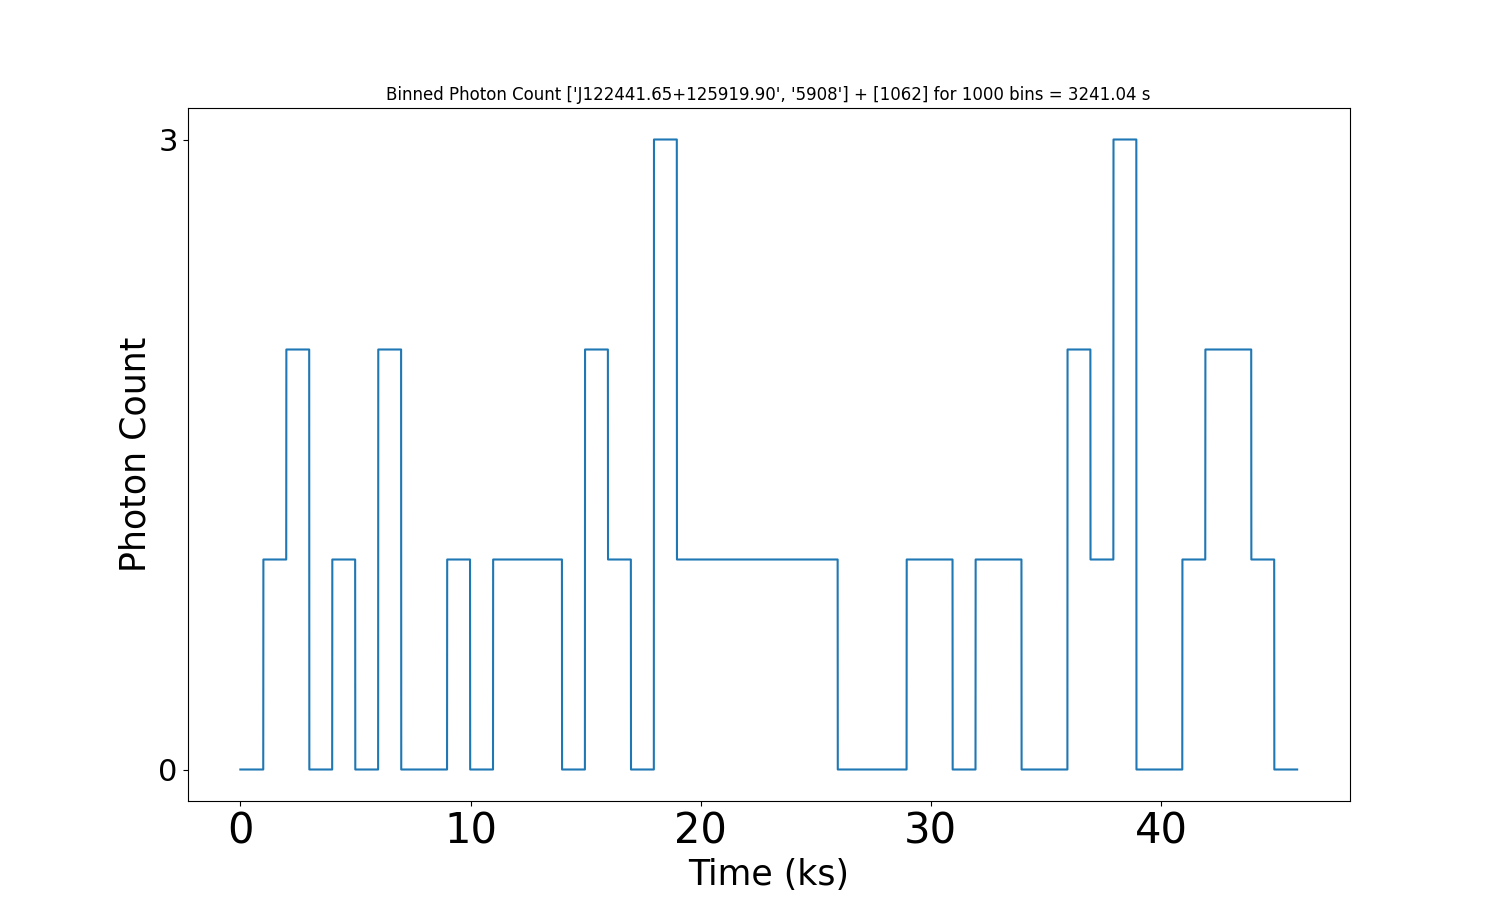 Binned Photon Count ['J122441.65+125919.90', '5908'] + [1062] for 1000 bins = 3241.04 s
3
Photon Count
0
0 10 20 30 40
Time (ks)